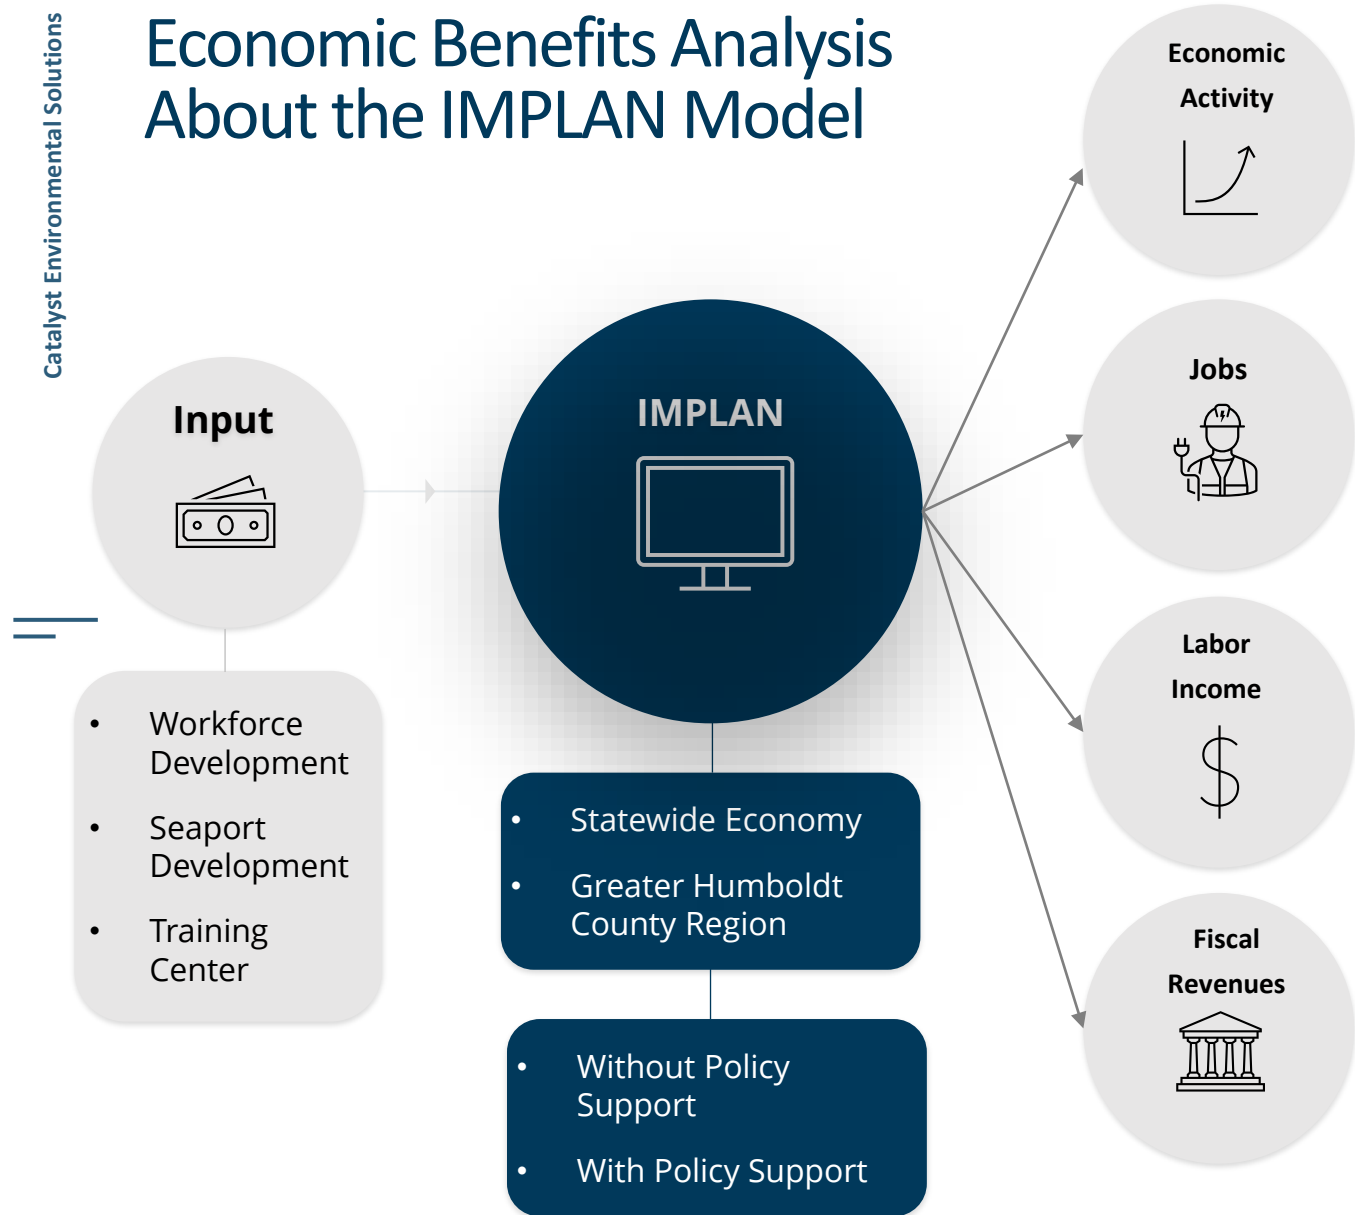 Catalyst Environmental Solutions
Economic Benefits Analysis
About the IMPLAN Model
Input
• Workforce
Development
• Seaport
Development
• Training
Center
IMPLAN
• Statewide Economy
• Greater Humboldt
County Region
• Without Policy
Support
• With Policy Support
Economic
Activity
Jobs
Labor
Income
Fiscal
Revenues